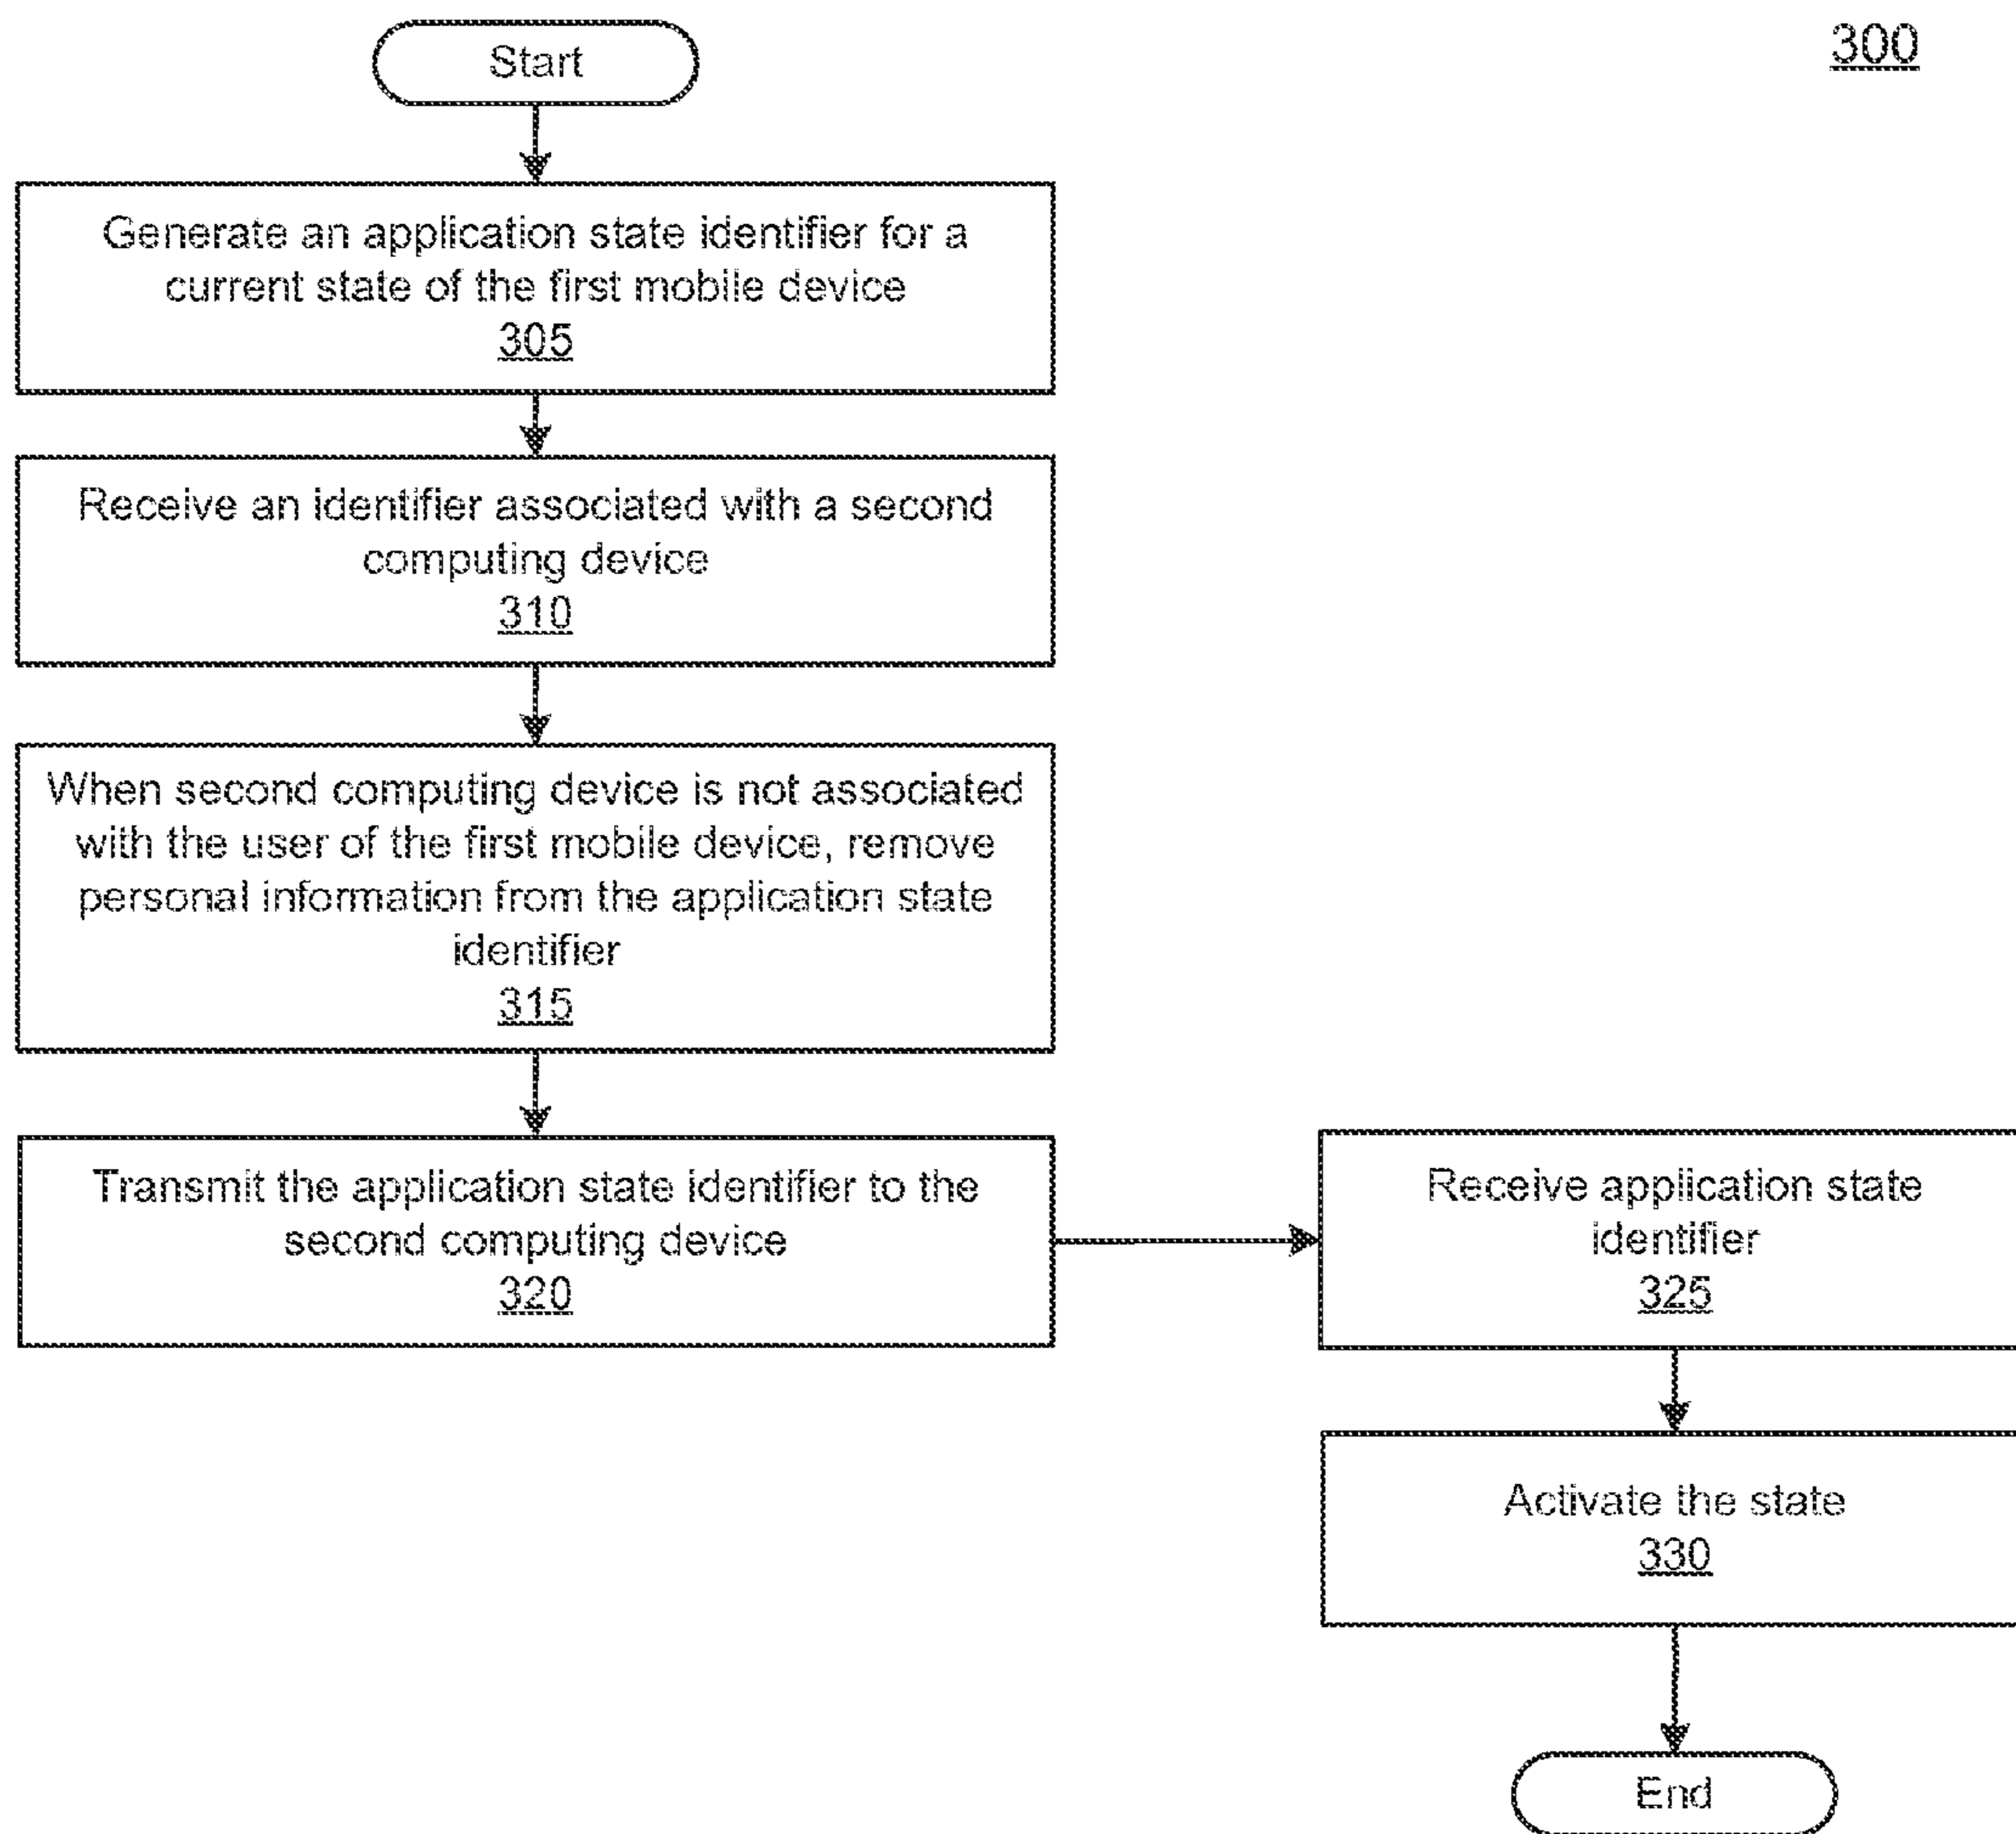 300
Start
Generate an application state identifier for a
current state of the first mobile device
305
Receive an identifier associated with a second
computing device
310
When second computing device is not associated
with the user of the first mobile device, remove
personal information from the application state
identifier
315
Transmit the application state identifier to the
second computing device
320
Receive application state
identifier
325
Activate the state
330
End